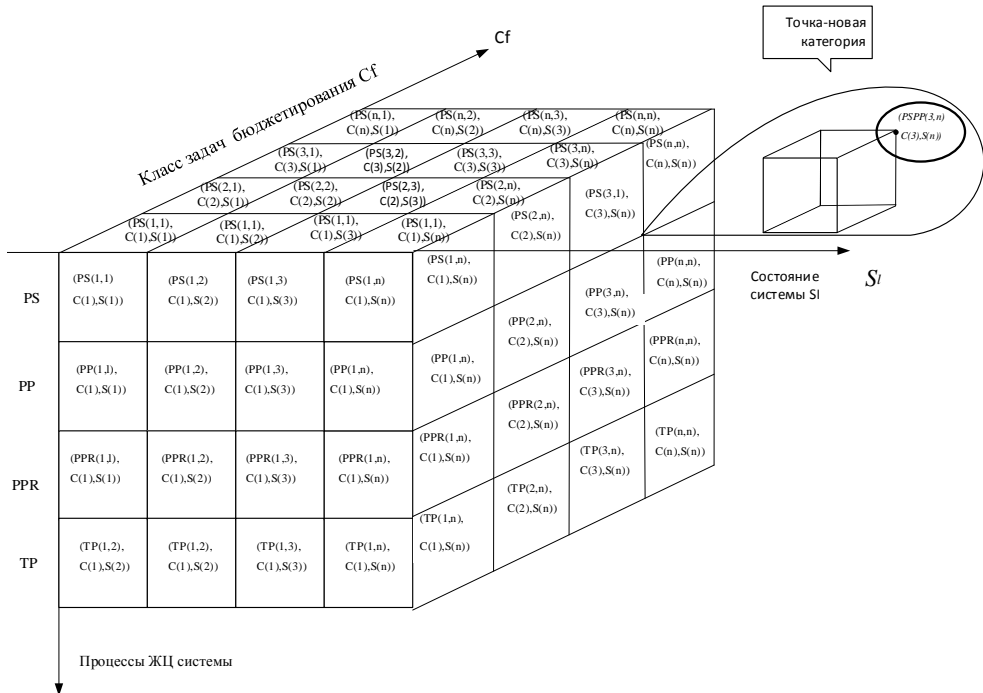 Cf
Точка-новая
категория
Класс задач бюджетирования Cf
(PSPP(3,n)
C(3),S(n))
(PS(n,1),
C(n),S(1))
(PS(n,2),
C(n),S(2))
(PS(n,3),
C(n),S(3))
(PS(n,n),
C(n),S(n))
(PS(3,1),
C(3),S(1))
(PS(3,2),
C(3),S(2))
(PS(3,3),
C(3),S(3))
(PS(3,n),
C(3),S(n))
(PS(2,1),
C(2),S(1))
(PS(2,2),
C(2),S(2))
(PS(2,3),
C(2),S(3))
(PS(2,n),
C(2),S(n))
(PS(1,1),
C(1)S(1))
(PS(1,1),
C(1),S(2))
(PS(1,1),
C(1),S(3))
(PS(1,1),
C(1),S(n))
(PS(n,n),
C(n),S(n))
(PS(3,1),
C(3),S(n))
(PS(2,n),
C(2),S(n))
(PS(1,n),
C(1),S(n))
Состояние
системы Sl
Sl
PS
(PS(1,1)
C(1),S(1))
(PS(1,2)
C(1),S(2))
(PS(1,3)
C(1),S(3))
(PS(1,n)
C(1),S(n))
(PP(n,n),
C(n),S(n))
(PP(3,n),
C(3),S(n))
(PP(2,n),
C(2),S(n))
(PP(1,n),
C(1),S(n))
PP
(PP(1,l),
C(1),S(1))
(PP(1,2),
C(1),S(2))
(PP(1,3),
C(1),S(3))
(PP(1,n),
C(1),S(n))
(PPR(n,n),
C(n),S(n))
(PPR(3,n),
C(3),S(n))
(PPR(2,n),
C(2),S(n))
(PPR(1,n),
C(1),S(n))
PPR
(PPR(1,l),
C(1),S(1))
(PPR(1,2),
C(1),S(2))
(PPR(1,3),
C(1),S(3))
(PPR(1,n),
C(1),S(n))
(TP(n,n),
C(n),S(n))
(TP(3,n),
C(3),S(n))
(TP(2,n),
C(2),S(n))
(TP(1,n),
C(1),S(n))
TP
(TP(1,2),
C(1),S(2))
(TP(1,2),
C(1),S(2))
(TP(1,3),
C(1),S(3))
(TP(1,n),
C(1),S(n))
Процессы ЖЦ системы